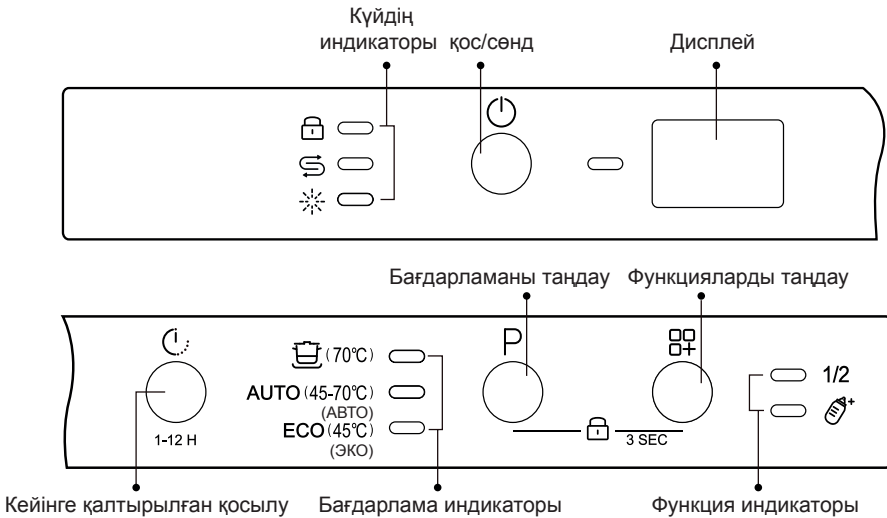 Күйдің
индикаторы қос/сөнд Дисплей
Бағдарламаны таңдау Функцияларды таңдау
P
(70℃)
AUTO (45-70℃)
(АВТО)
ECO (45℃)
(ЭКО)
1-12 H
3 SEC
1/2
Кейінге қалтырылған қосылу Бағдарлама индикаторы Функция индикаторы